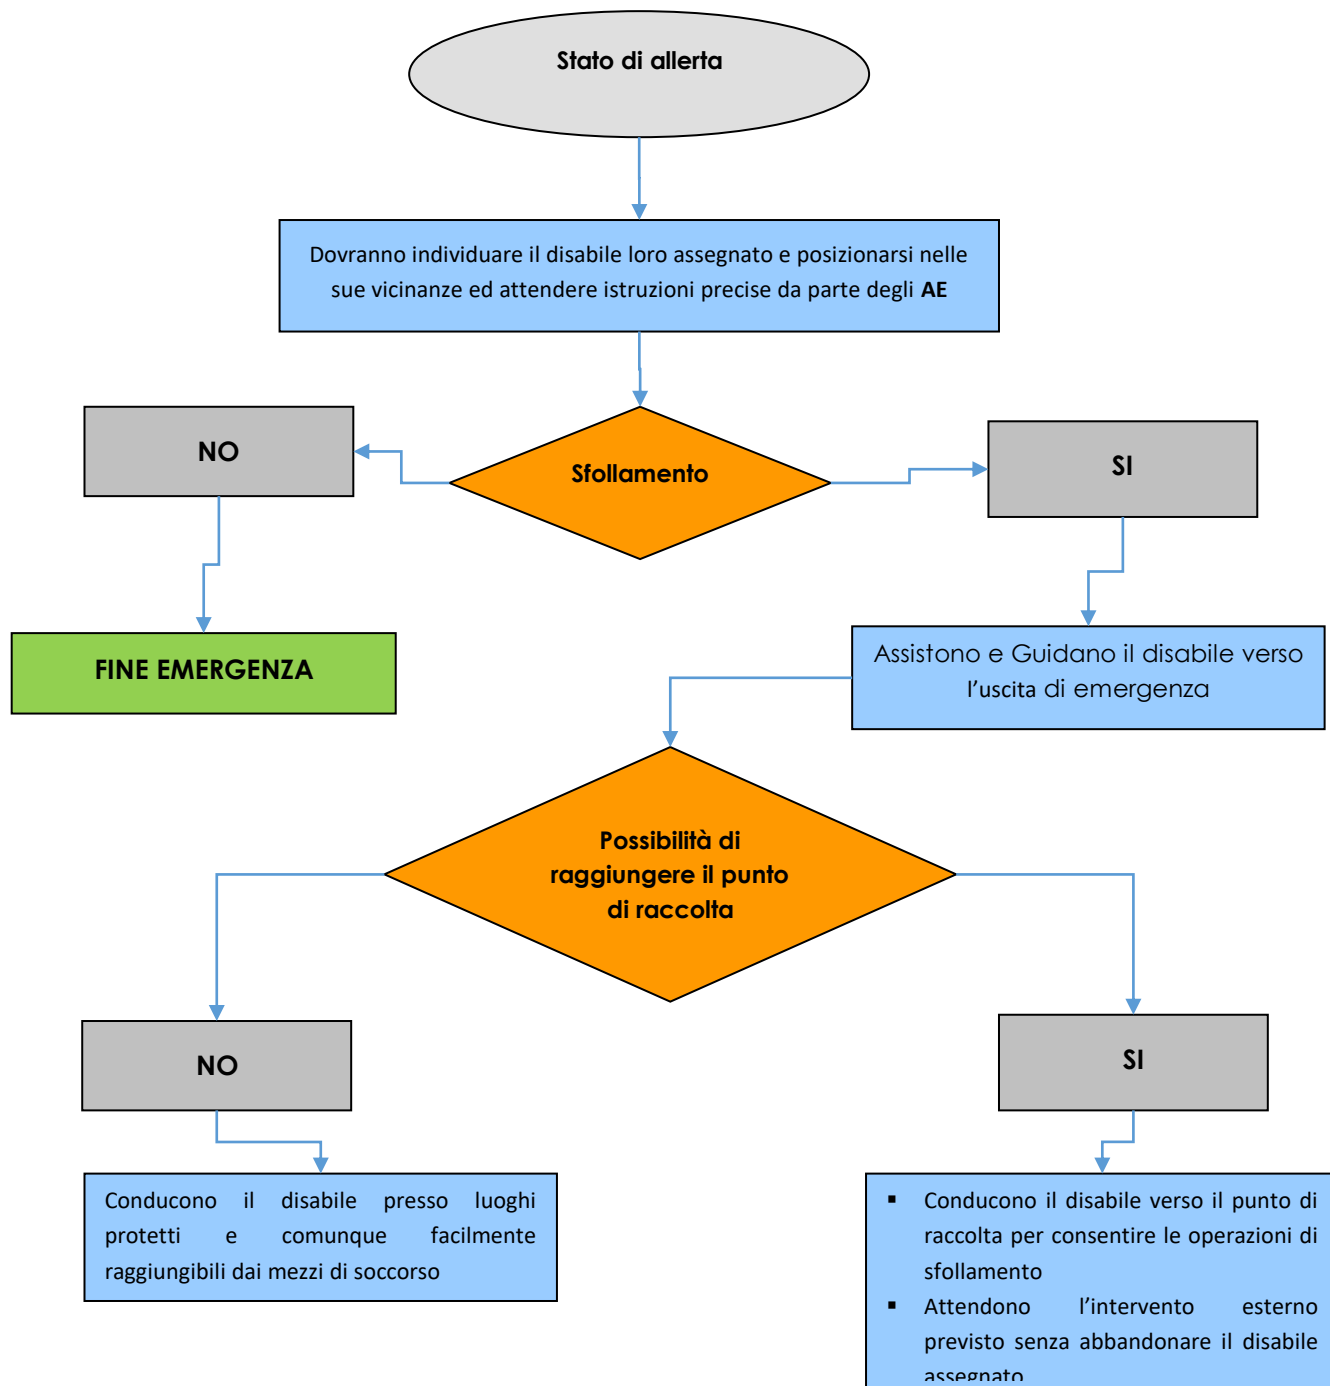 Stato di allerta
Dovranno individuare il disabile loro assegnato e posizionarsi nelle
sue vicinanze ed attendere istruzioni precise da parte degli AE
NO
Sfollamento
SI
FINE EMERGENZA
Assistono e Guidano il disabile verso
l'uscita di emergenza
Possibilità di
raggiungere il punto
di raccolta
NO
SI
Conducono il disabile presso luoghi
protetti e comunque facilmente
raggiungibili dai mezzi di soccorso
▪ Conducono il disabile verso il punto di
raccolta per consentire le operazioni di
sfollamento
▪ Attendono l'intervento esterno
previsto senza abbandonare il disabile
assegnato